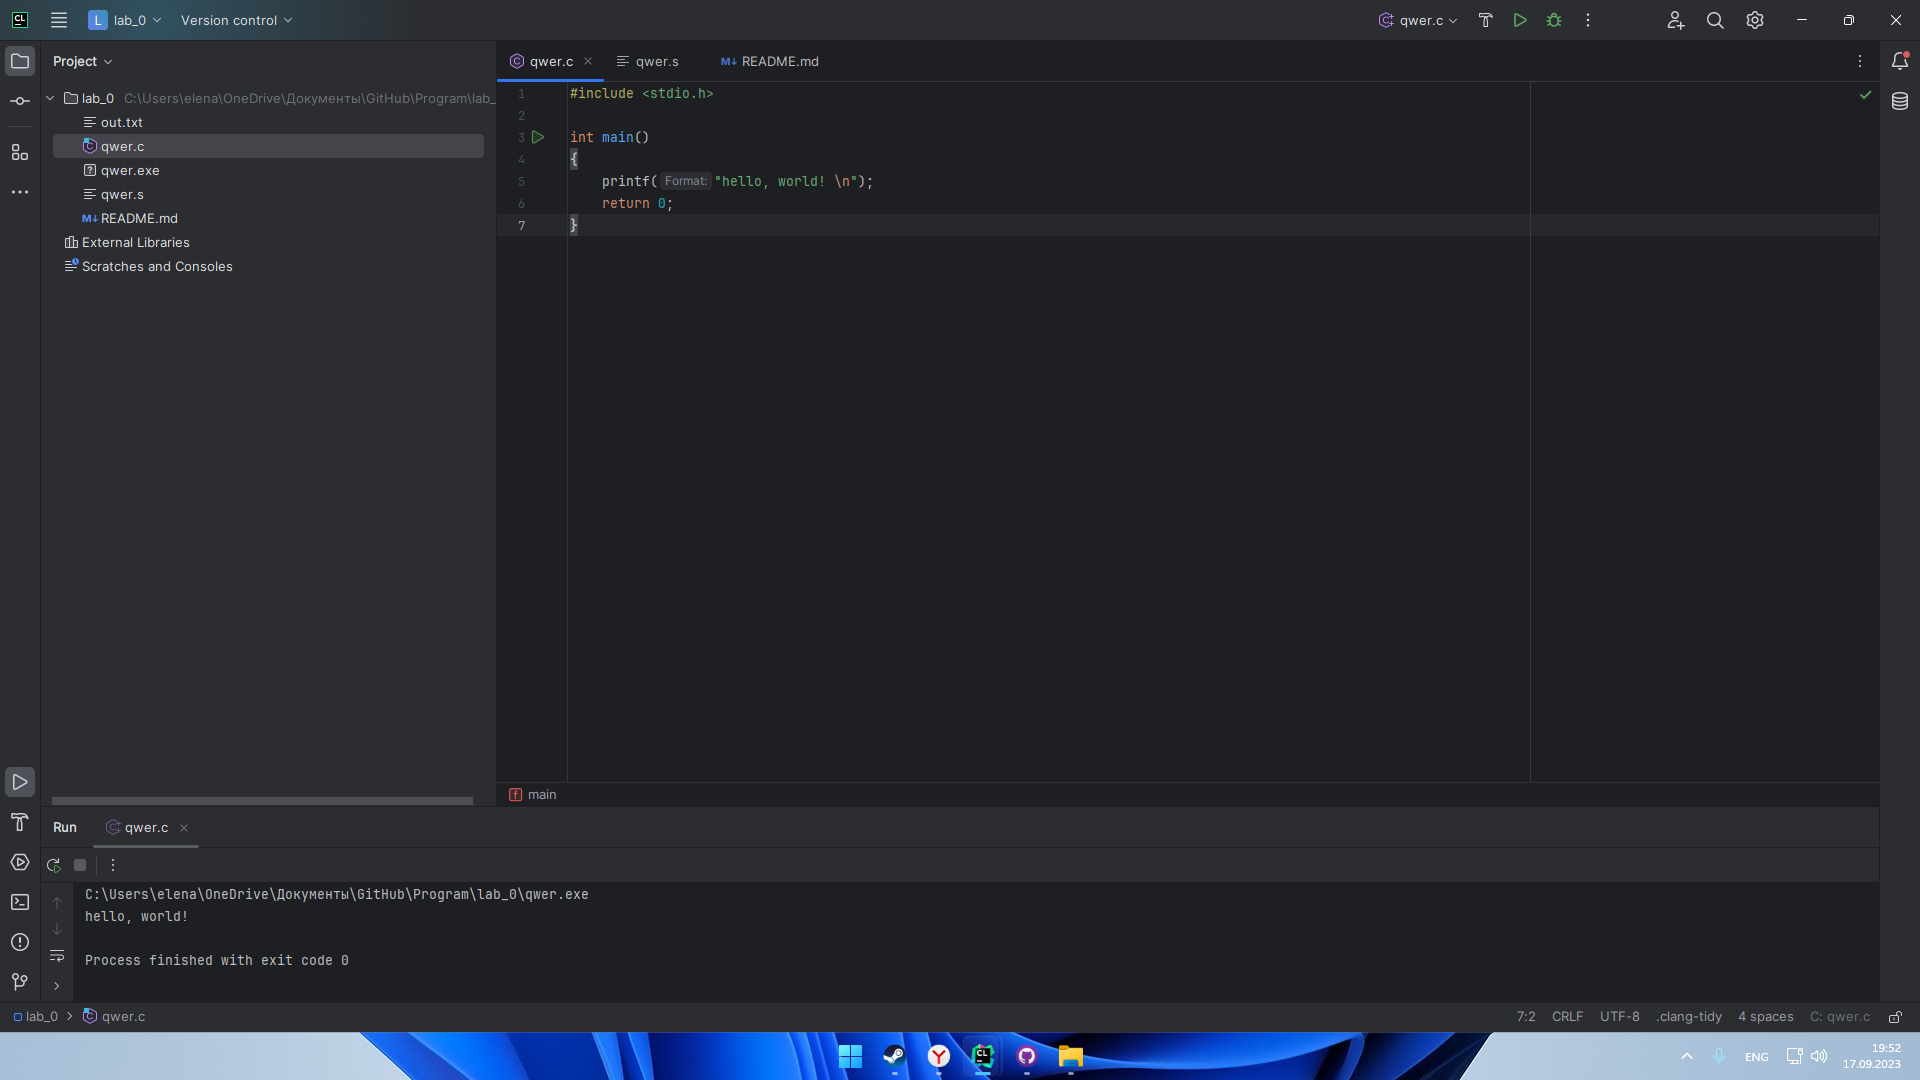 CL
L lab_0 Version control qwer.c
Project
qwer.c qwer.s M↓ README.md
lab_0 C:\Users\elena\OneDrive\Документы\GitHub\Program\lab_
out.txt
qwer.c
qwer.exe
qwer.s
M↓ README.md
External Libraries
Scratches and Consoles
1 #include <stdio.h>
2
3 int main()
4 {
5 printf( Format: "hello, world! \n");
6 return 0;
7 }
f main
Run qwer.c
C:\Users\elena\OneDrive\Документы\GitHub\Program\lab_0\qwer.exe
hello, world!
Process finished with exit code 0
lab_0 > qwer.c 7:2 CRLF UTF-8 .clang-tidy 4 spaces C: qwer.c
CL
ENG
19:52
17.09.2023